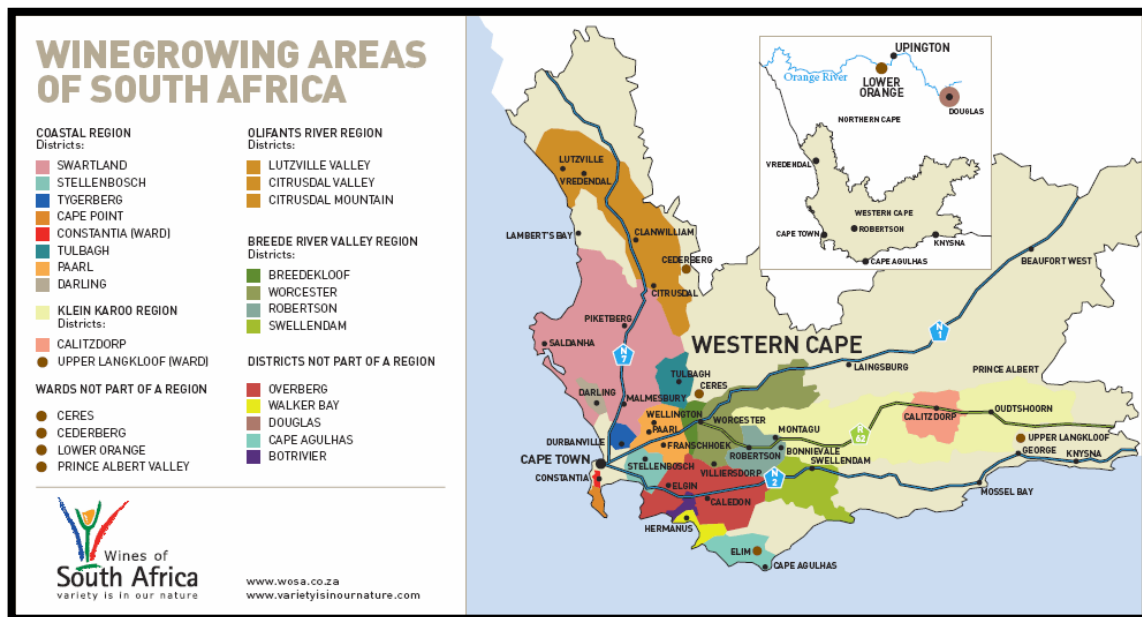 WINEGROWING AREAS
OF SOUTH AFRICA
COASTAL REGION
Districts:
SWARTLAND
STELLENBOSCH
TYGERBERG
CAPE POINT
CONSTANTIA (WARD)
TULBAGH
PAARL
DARLING
KLEIN KAROO REGION
Districts:
CALITZDORP
UPPER LANGKLOOF (WARD)
WARDS NOT PART OF A REGION
CERES
CEDERBERG
LOWER ORANGE
PRINCE ALBERT VALLEY
OLIFANTS RIVER REGION
Districts:
LUTZVILLE VALLEY
CITRUSDAL VALLEY
CITRUSDAL MOUNTAIN
BREEDE RIVER VALLEY REGION
Districts:
BREEDEKLOOF
WORCESTER
ROBERTSON
SWELLENDAM
DISTRICTS NOT PART OF A REGION
OVERBERG
WALKER BAY
DOUGLAS
CAPE AGULHAS
BOTRIVIER
Wines of
South Africa
variety is in our nature
www.wosa.co.za
www.varietyisinournature.com
UPINGTON
Orange River
LOWER
ORANGE
DOUGLAS
NORTHERN CAPE
VREDENDAL
WESTERN CAPE
ROBERTSON
CAPE TOWN
KNYSNA
CAPE AGULHAS
LUTZVILLE
VREDENDAL
LAMBERT'S BAY
CLANWILLIAM
CEDERBERG
CITRUSDAL
BEAUFORT WEST
PIKETBERG
SALDANHA
N
7
WESTERN CAPE
N
1
TULBAGH
CERES
LAINGSBURG
PRINCE ALBERT
DARLING
MALMESBURY
WELLINGTON
PAARL
WORCESTER
CALITZDORP
OUDTSHOORN
DURBANVILLE
FRANSCHHOEK
MONTAGU
R
62
UPPER LANGKLOOF
CAPE TOWN
STELLENBOSCH
ROBERTSON
BONNIEVALE
GEORGE
KNYSNA
CONSTANTIA
VILLIERSDORP
SWELLENDAM
ELGIN
N
2
CALEDON
MOSSEL BAY
HERMANUS
ELIM
CAPE AGULHAS